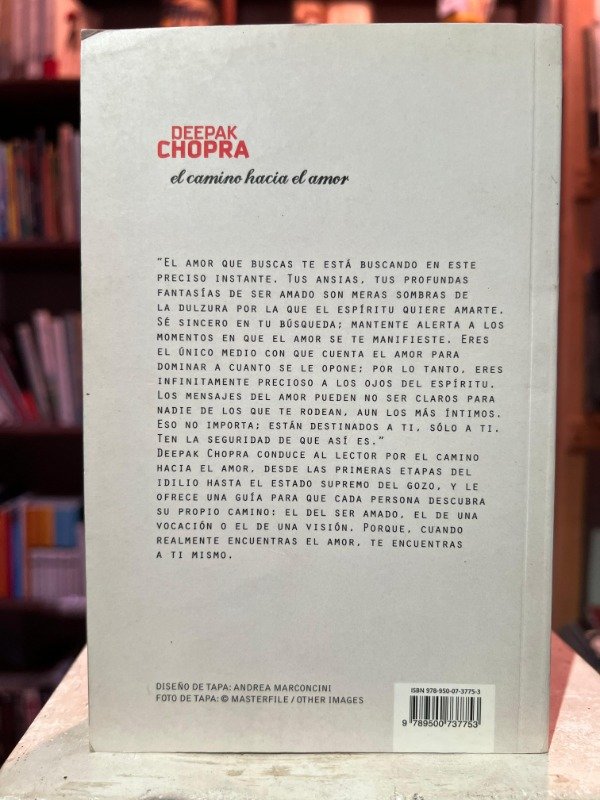 DEEPAK
CHOPRA
el camino hacia el amor
"EL AMOR QUE BUSCAS TE ESTÁ BUSCANDO EN ESTE
PRECISO INSTANTE. TUS ANSIAS, TUS PROFUNDAS
FANTASÍAS DE SER AMADO SON MERAS SOMBRAS DE
LA DULZURA POR LA QUE EL ESPÍRITU QUIERE AMARTE.
SÉ SINCERO EN TU BÚSQUEDA; MANTENTE ALERTA A LOS
MOMENTOS EN QUE EL AMOR SE TE MANIFIESTE. ERES
EL ÚNICO MEDIO CON QUE CUENTA EL AMOR PARA
DOMINAR A CUANTO SE LE OPONE; POR LO TANTO, ERES
INFINITAMENTE PRECIOSO A LOS OJOS DEL ESPÍRITU.
LOS MENSAJES DEL AMOR PUEDEN NO SER CLAROS PARA
NADIE DE LOS QUE TE RODEAN, AUN LOS MÁS ÍNTIMOS.
ESO NO IMPORTA; ESTÁN DESTINADOS A TI, SÓLO A TI.
TEN LA SEGURIDAD DE QUE ASÍ ES."
DEEPAK CHOPRA CONDUCE AL LECTOR POR EL CAMINO
HACIA EL AMOR, DESDE LAS PRIMERAS ETAPAS DEL
IDILIO HASTA EL ESTADO SUPREMO DEL GOZO, Y LE
OFRECE UNA GUÍA PARA QUE CADA PERSONA DESCUBRA
SU PROPIO CAMINO: EL DEL SER AMADO, EL DE UNA
VOCACIÓN O EL DE UNA VISIÓN. PORQUE, CUANDO
REALMENTE ENCUENTRAS EL AMOR, TE ENCUENTRAS
A TI MISMO.
DISEÑO DE TAPA: ANDREA MARCONCINI
FOTO DE TAPA: © MASTERFILE / OTHER IMAGES
ISBN 978-950-07-3775-3
9 789500 737753